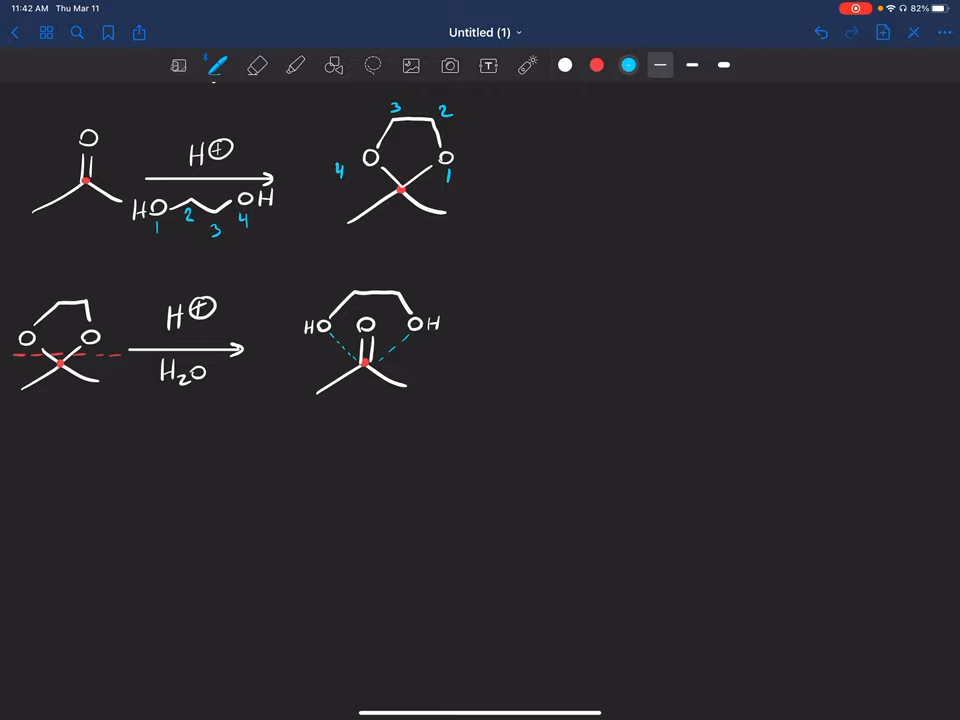 11:42 AM Thu Mar 11
82%
Untitled (1)
T
3 2
O H⊕ O O
4 1
HO OH
1 2 3 4
H⊕ HO O OH
O O
H₂O